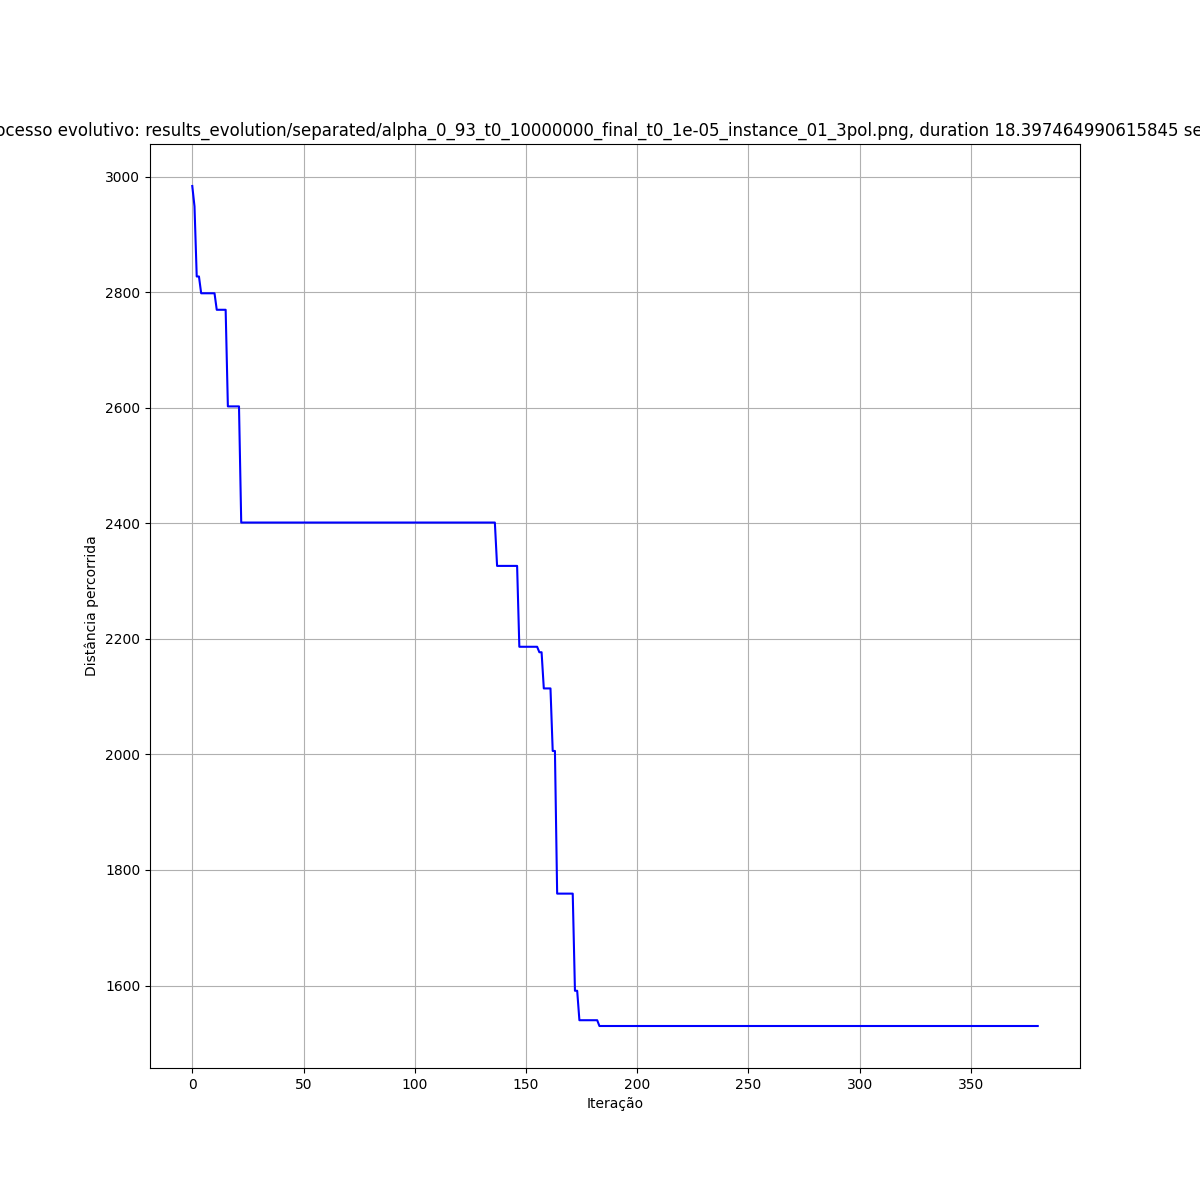 ocesso evolutivo: results_evolution/separated/alpha_0_93_t0_10000000_final_t0_1e-05_instance_01_3pol.png, duration 18.397464990615845 se
3000
2800
2600
2400
2200
2000
1800
1600
Distância percorrida
0 50 100 150 200 250 300 350
Iteração